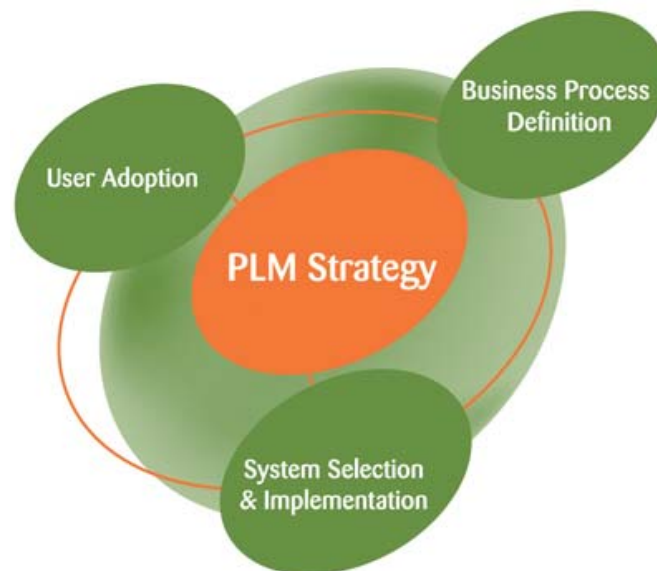 Business Process
Definition
User Adoption
PLM Strategy
System Selection
& Implementation